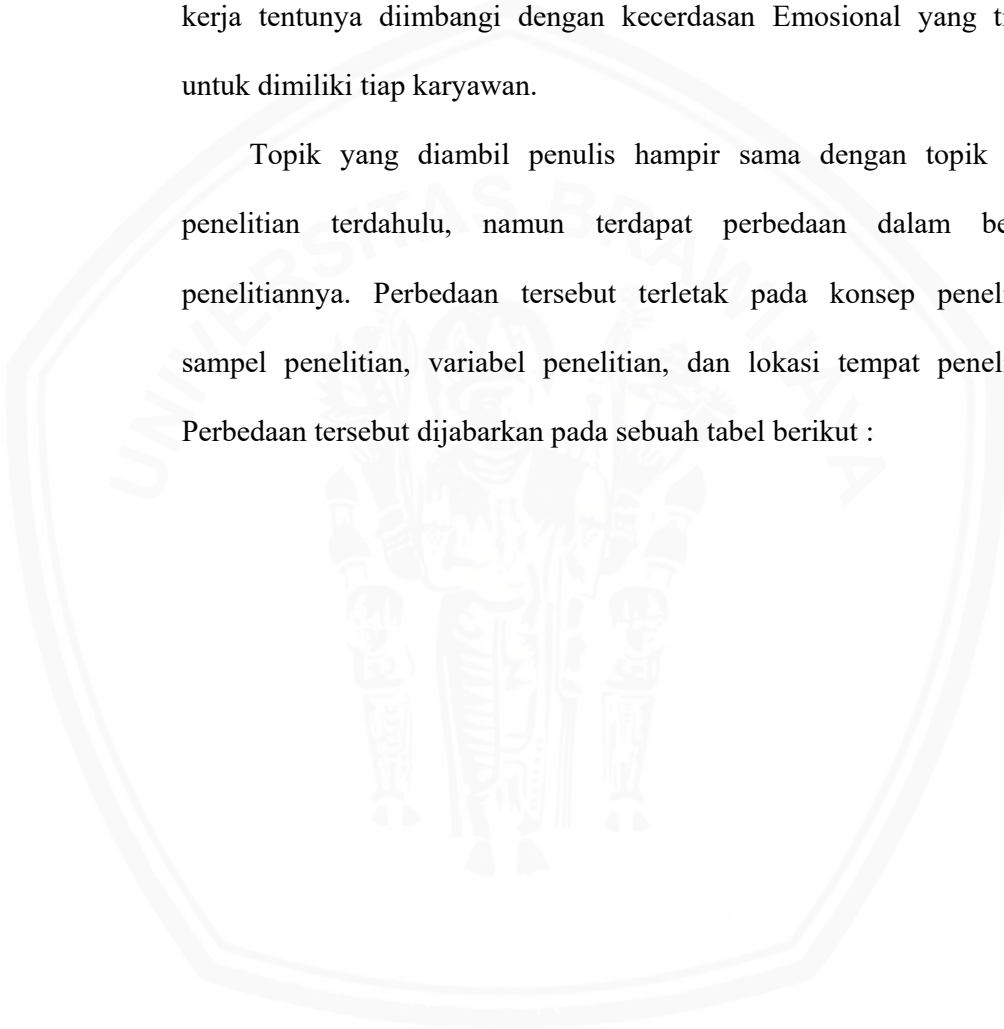 kerja tentunya diimbangi dengan kecerdasan Emosional yang
untuk dimiliki tiap karyawan.
Topik yang diambil penulis hampir sama dengan topik
penelitian terdahulu, namun terdapat perbedaan dalam
penelitiannya. Perbedaan tersebut terletak pada konsep
sampel penelitian, variabel penelitian, dan lokasi tempat
Perbedaan tersebut dijabarkan pada sebuah tabel berikut :
UNIVERSITAS BRAWIJAYA